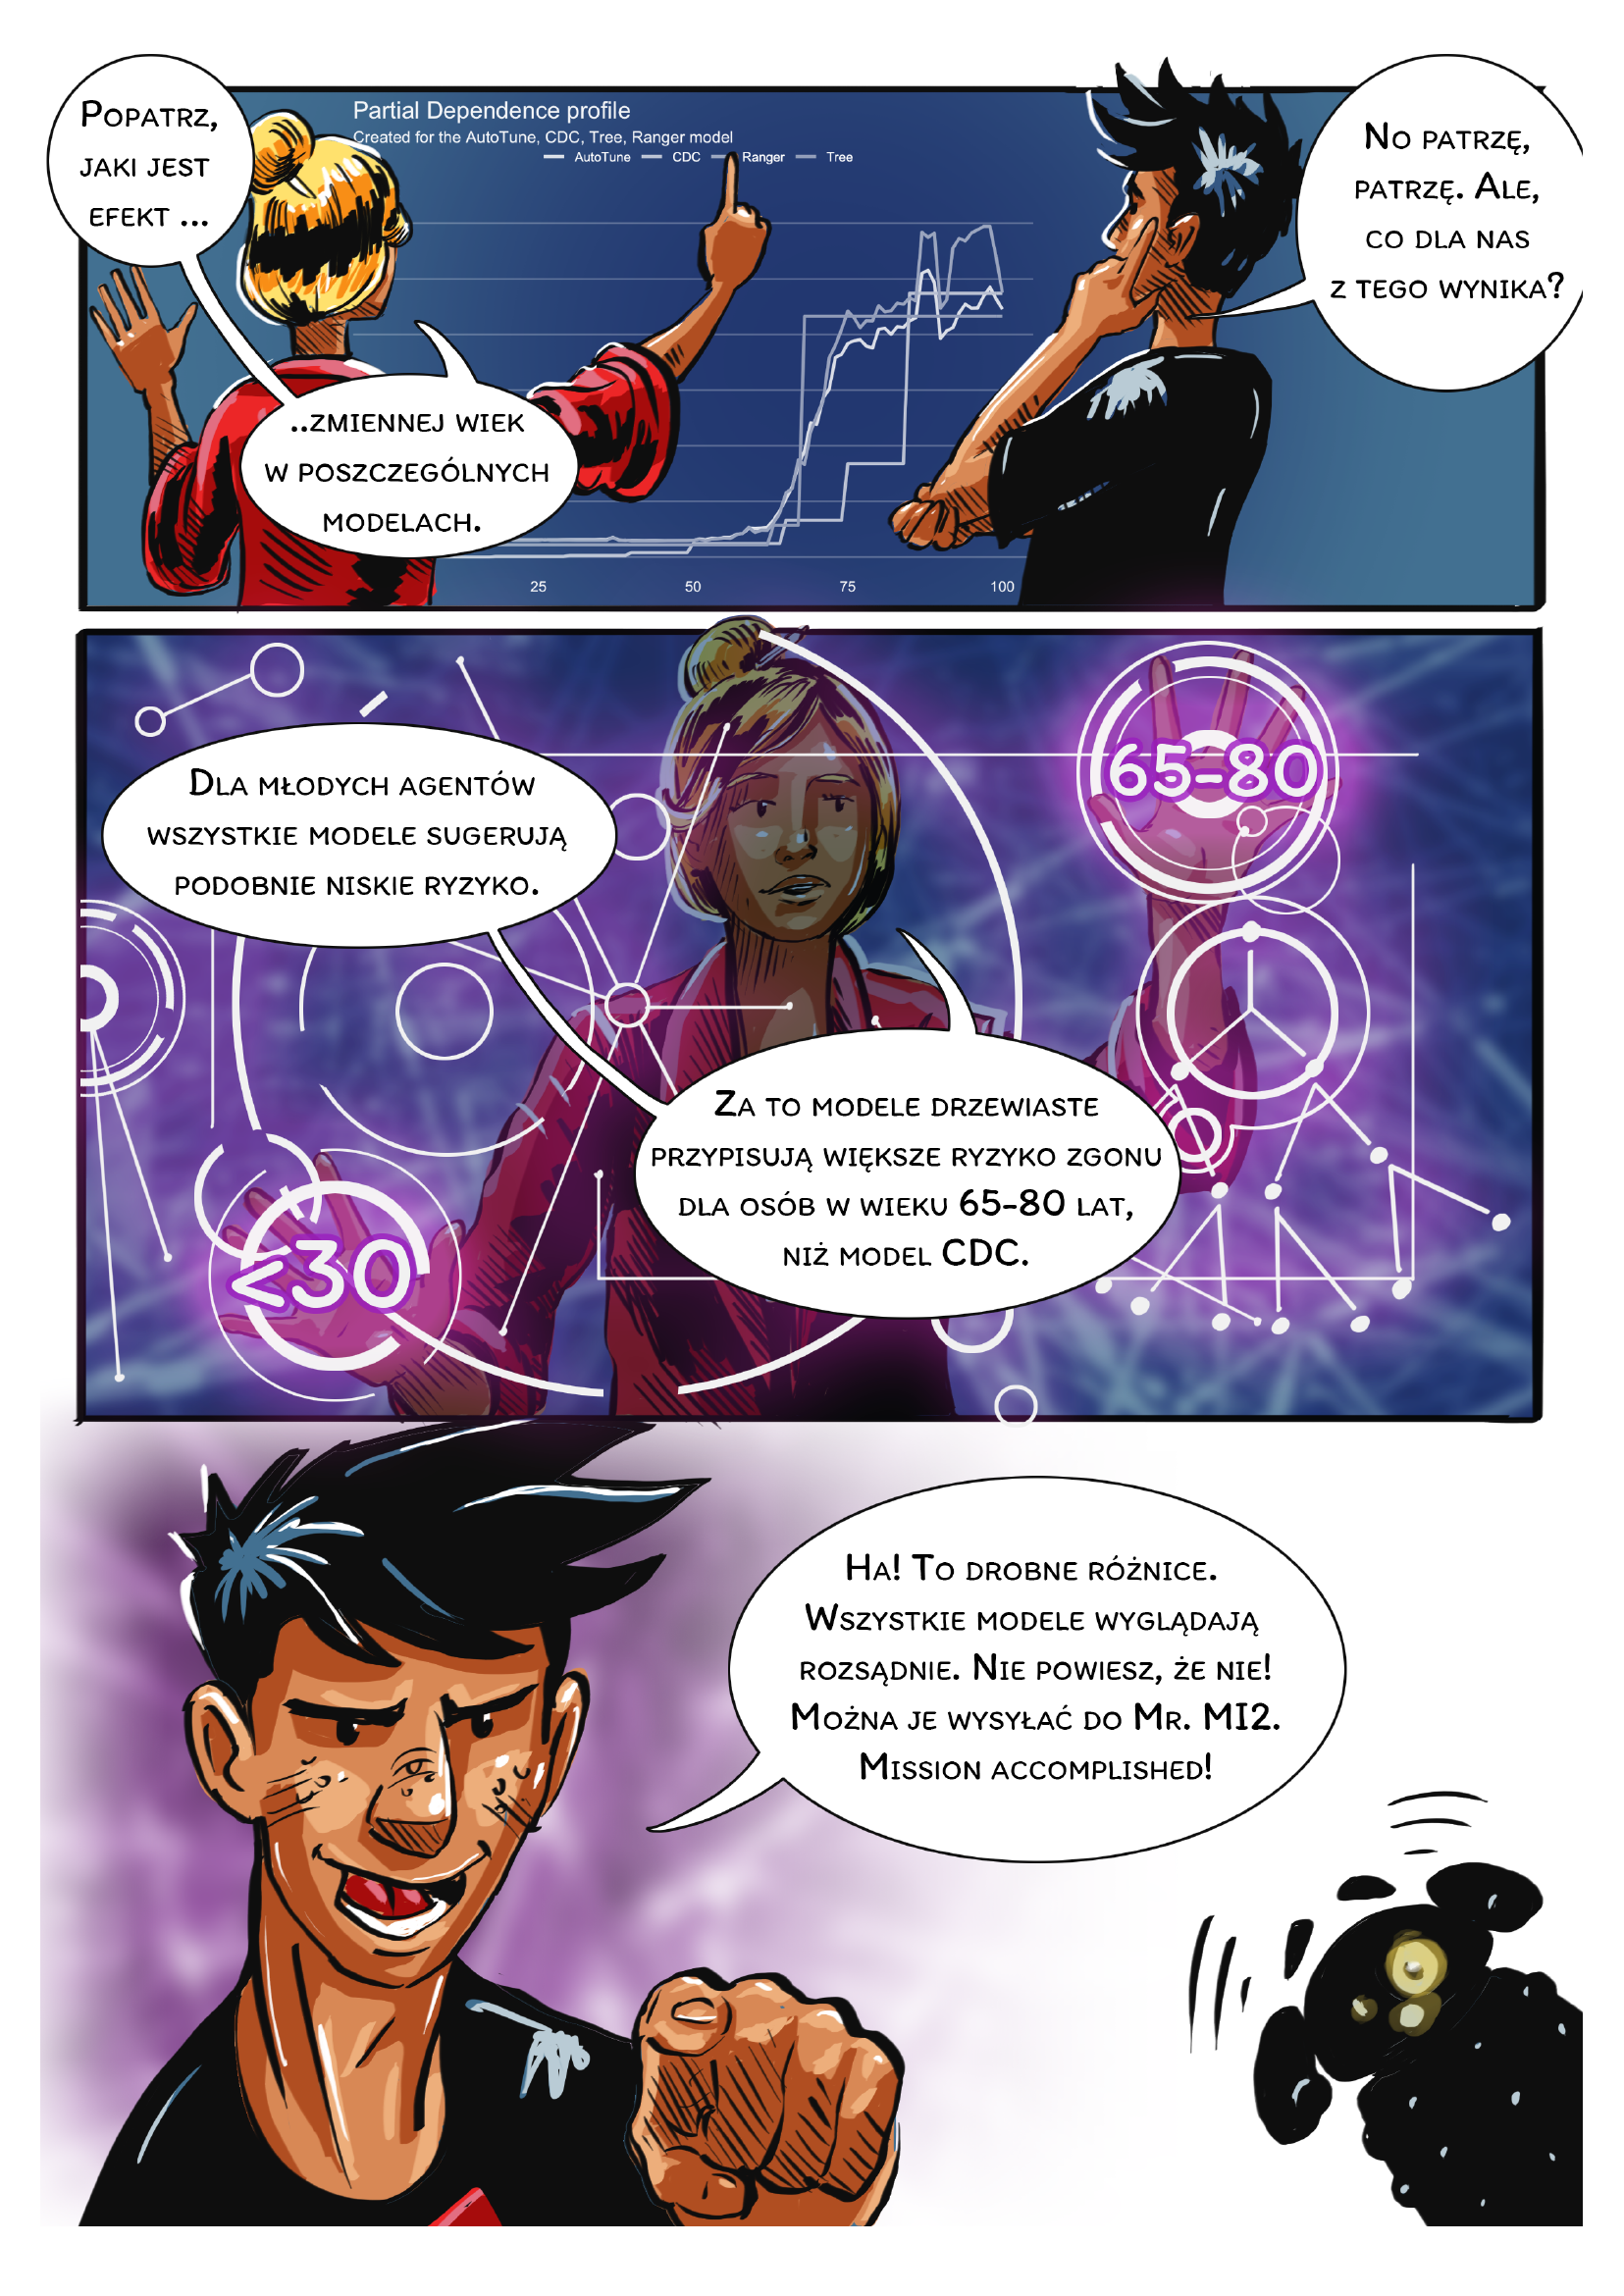 Popatrz,
jaki jest
efekt ...
Partial Dependence profile
Created for the AutoTune, CDC, Tree, Ranger model
AutoTune CDC Ranger Tree
No patrzę,
patrzę. Ale,
co dla nas
z tego wynika?
..zmiennej wiek
w poszczególnych
modelach.
25 50 75 100
Dla młodych agentów
wszystkie modele sugerują
podobnie niskie ryzyko.
65-80
Za to modele drzewiaste
przypisują większe ryzyko zgonu
dla osób w wieku 65-80 lat,
niż model CDC.
<30
Ha! To drobne różnice.
Wszystkie modele wyglądają
rozsądnie. Nie powiesz, że nie!
Można je wysyłać do Mr. MI2.
Mission accomplished!